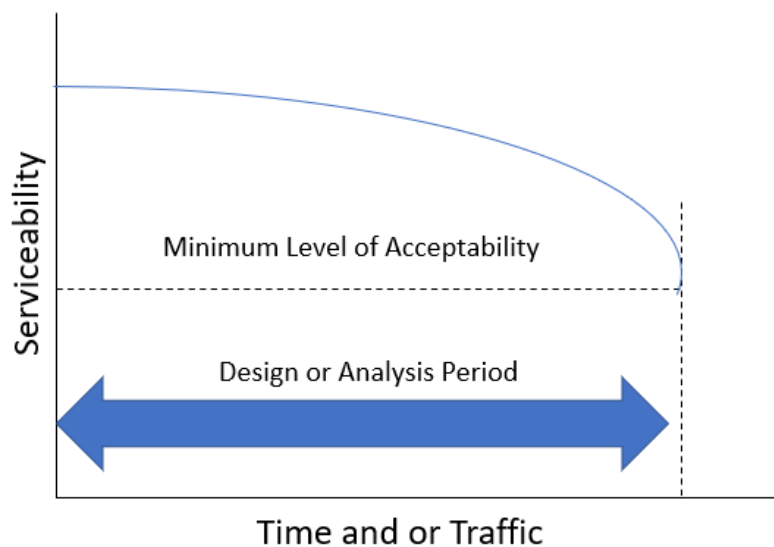 Serviceability
Minimum Level of Acceptability
Design or Analysis Period
Time and or Traffic